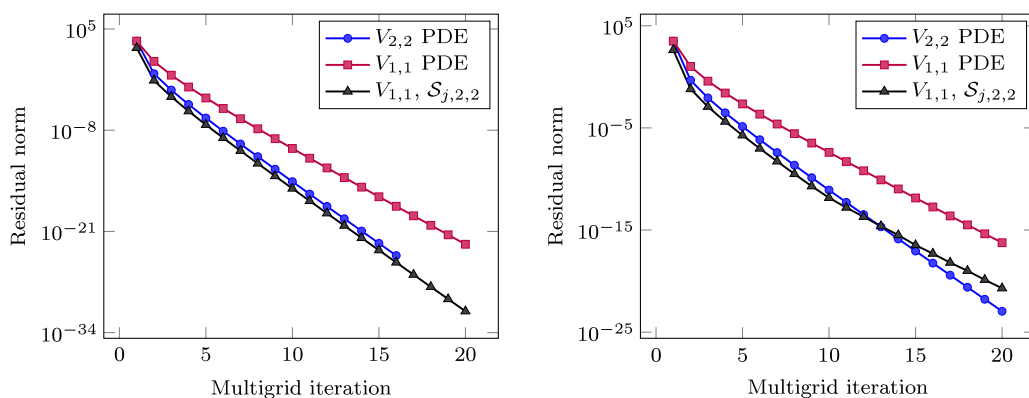 10^5
10^−8
10^−21
10^−34
Residual norm
0 5 10 15 20
Multigrid iteration
V_{2,2} PDE
V_{1,1} PDE
V_{1,1}, 𝒮_{j,2,2}
10^5
10^−5
10^−15
10^−25
Residual norm
0 5 10 15 20
Multigrid iteration
V_{2,2} PDE
V_{1,1} PDE
V_{1,1}, 𝒮_{j,2,2}